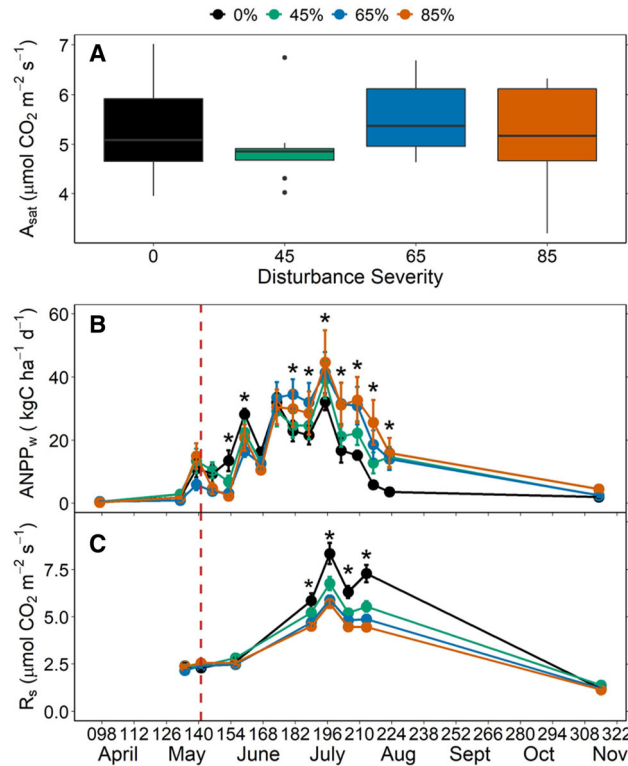 0% 45% 65% 85%
A
7
6
5
4
Asat (μmol CO2 m−2 s−1)
0 45 65 85
Disturbance Severity
B
60
40
20
0
ANPPw ( kgC ha−1 d−1)
* * * * * * * * *
C
7.5
5.0
2.5
0.0
Rs (μmol CO2 m−2 s−1)
* * * *
098 112 126 140 154 168 182 196 210 224 238 252 266 280 294 308 322
April May June July Aug Sept Oct Nov